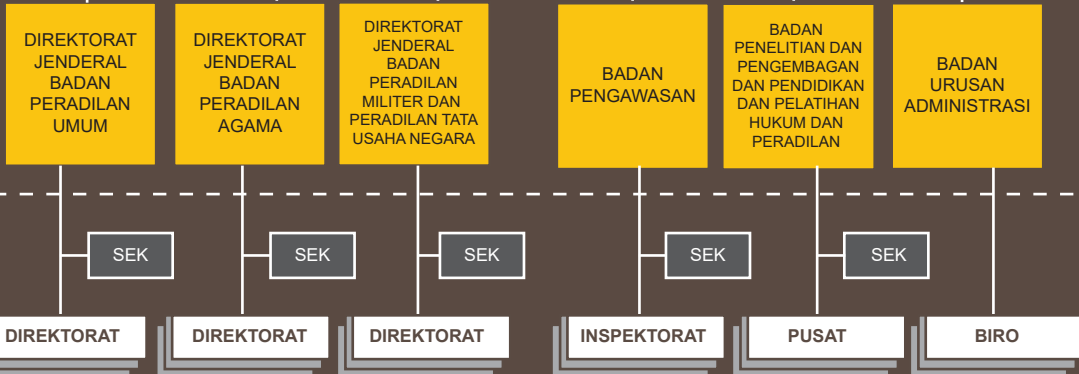 DIREKTORAT
JENDERAL
BADAN
PERADILAN
UMUM
DIREKTORAT
JENDERAL
BADAN
PERADILAN
AGAMA
DIREKTORAT
JENDERAL
BADAN
PERADILAN
MILITER DAN
PERADILAN TATA
USAHA NEGARA
BADAN
PENGAWASAN
BADAN
PENELITIAN DAN
PENGEMBAGAN
DAN PENDIDIKAN
DAN PELATIHAN
HUKUM DAN
PERADILAN
BADAN
URUSAN
ADMINISTRASI
SEK
SEK
SEK
SEK
SEK
DIREKTORAT
DIREKTORAT
DIREKTORAT
INSPEKTORAT
PUSAT
BIRO